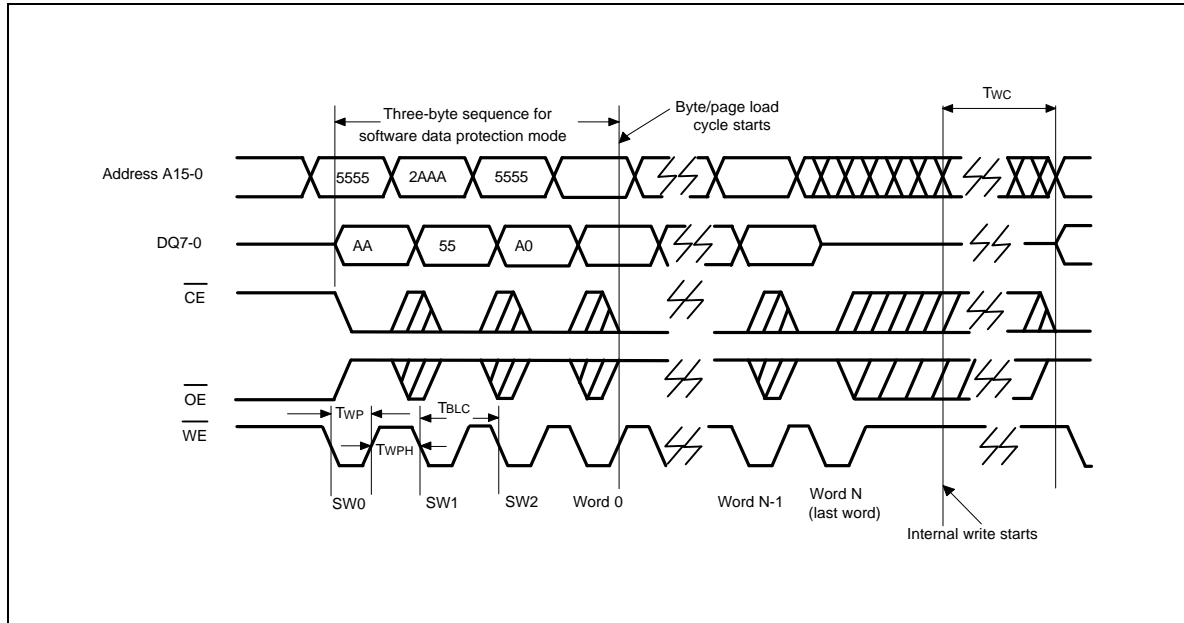 Three-byte sequence for
software data protection mode
Byte/page load
cycle starts
TWC
Address A15-0
5555
2AAA
5555
DQ7-0
AA
55
A0
CE
OE
TWP
TBLC
WE
TWPH
SW0
SW1
SW2
Word 0
Word N-1
Word N
(last word)
Internal write starts